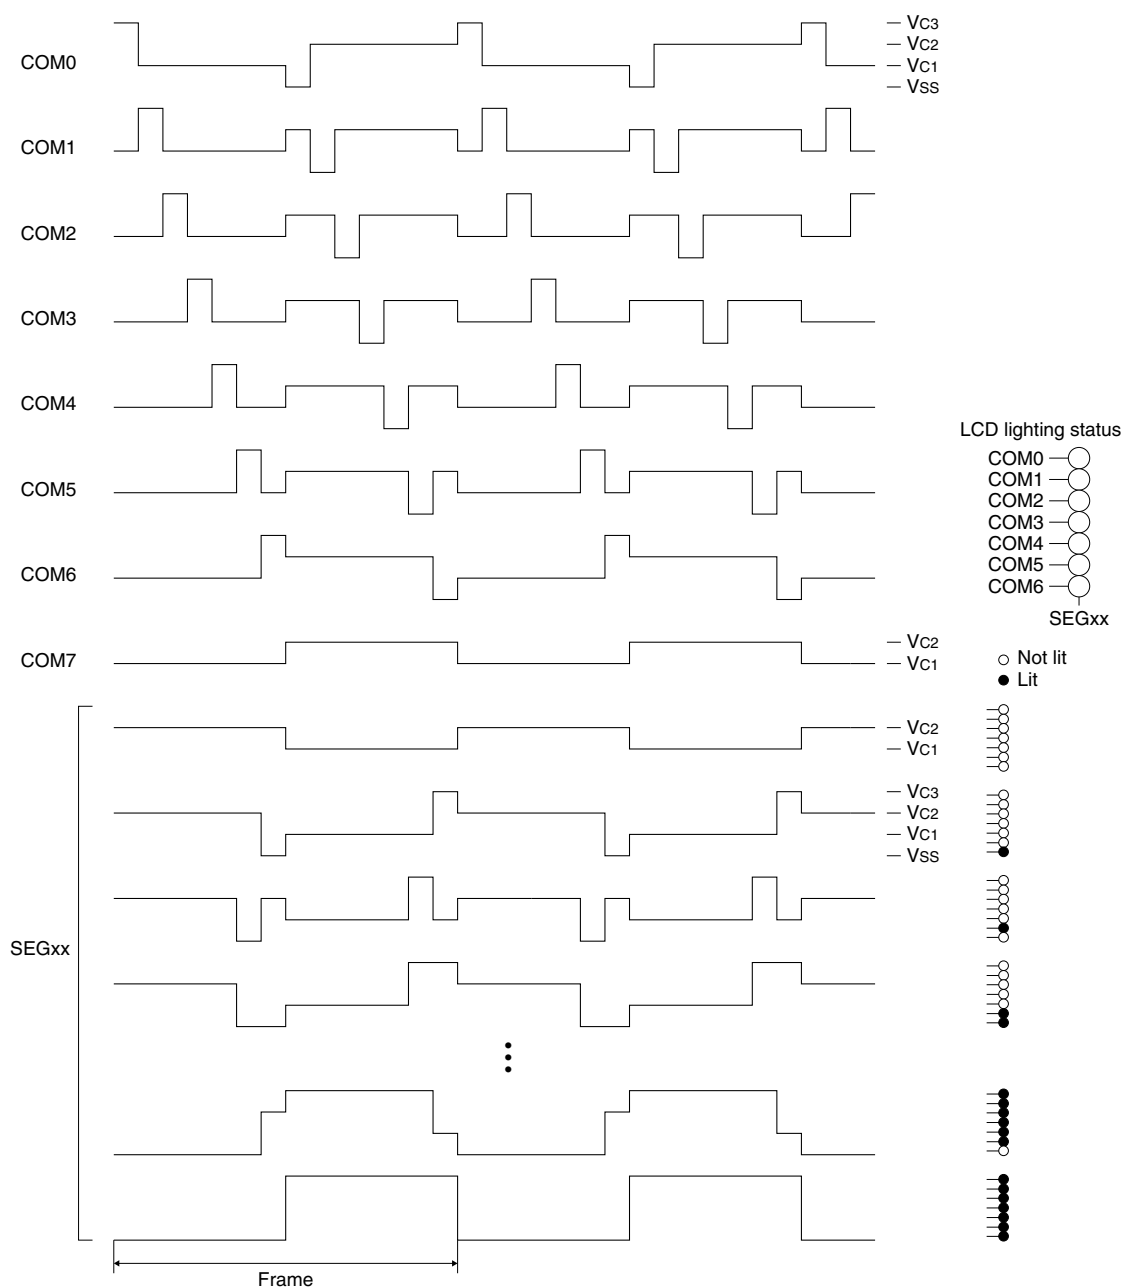 VC3
VC2
COM0
VC1
VSS
COM1
COM2
COM3
COM4
LCD lighting status
COM0
COM1
COM5
COM2
COM3
COM4
COM5
COM6
COM6
SEGxx
VC2
COM7
VC1
Not lit
Lit
VC2
VC1
VC3
VC2
VC1
VSS
SEGxx
Frame